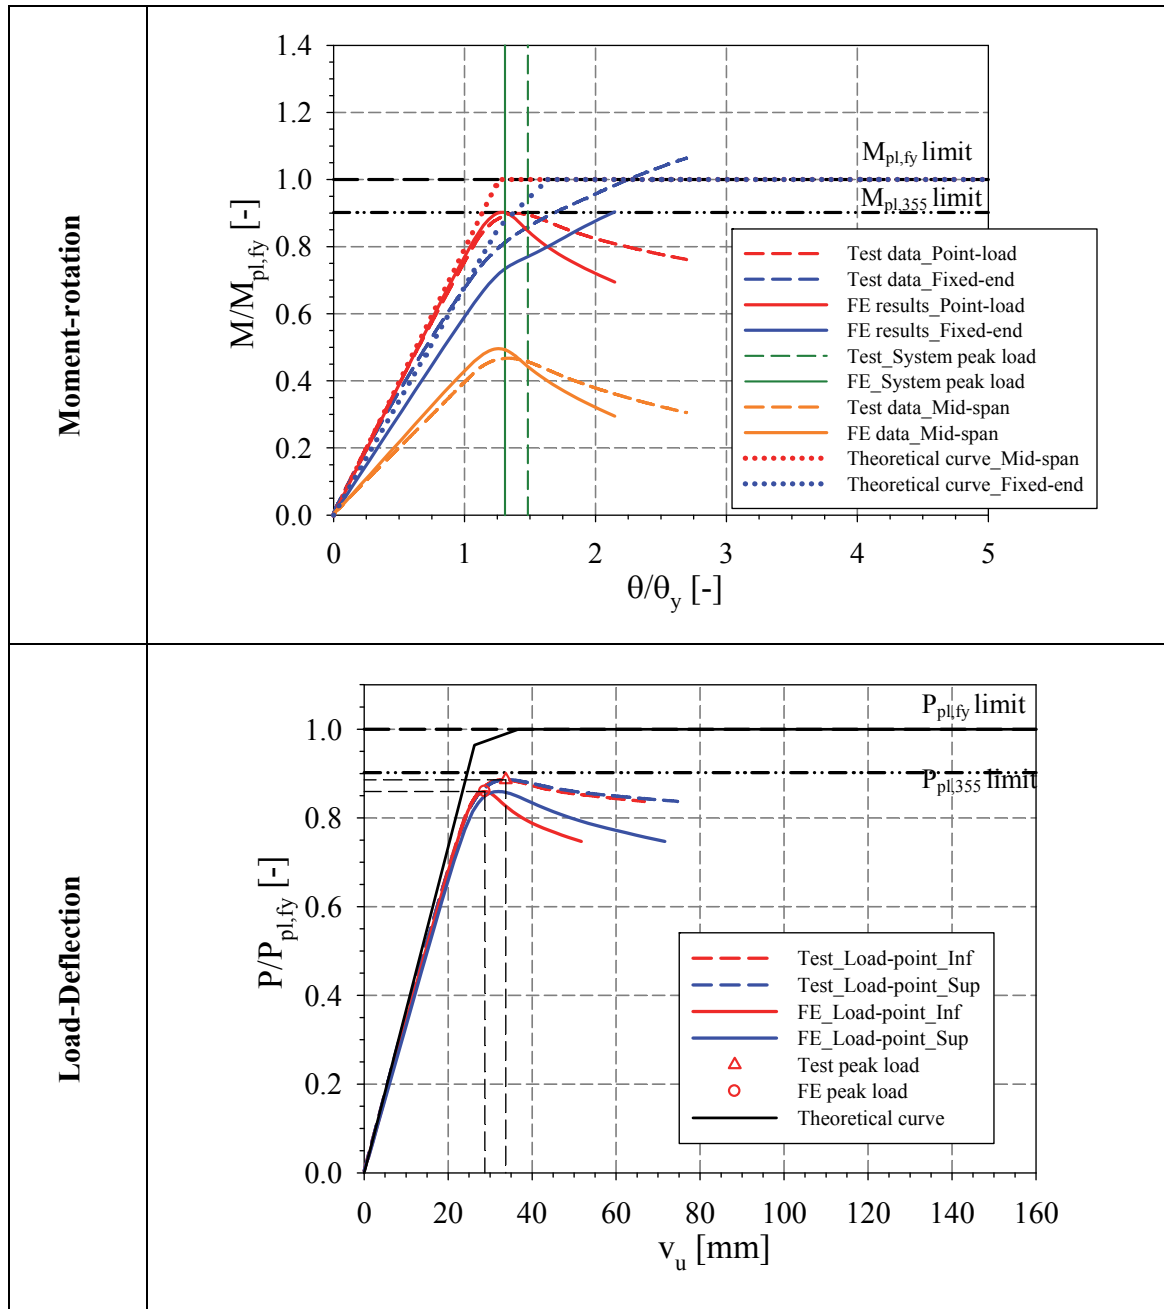 Moment-rotation
1.4
1.2
1.0
0.8
0.6
0.4
0.2
0.0
M/Mpl,fy [-]
Mpl,fy limit
Mpl,355 limit
Test data_Point-load
Test data_Fixed-end
FE results_Point-load
FE results_Fixed-end
Test_System peak load
FE_System peak load
Test data_Mid-span
FE data_Mid-span
Theoretical curve_Mid-span
Theoretical curve_Fixed-end
0 1 2 3 4 5
θ/θy [-]
Load-Deflection
1.0
0.8
0.6
0.4
0.2
0.0
P/Ppl,fy [-]
Ppl,fy limit
Ppl,355 limit
Test_Load-point_Inf
Test_Load-point_Sup
FE_Load-point_Inf
FE_Load-point_Sup
Test peak load
FE peak load
Theoretical curve
0 20 40 60 80 100 120 140 160
vu [mm]